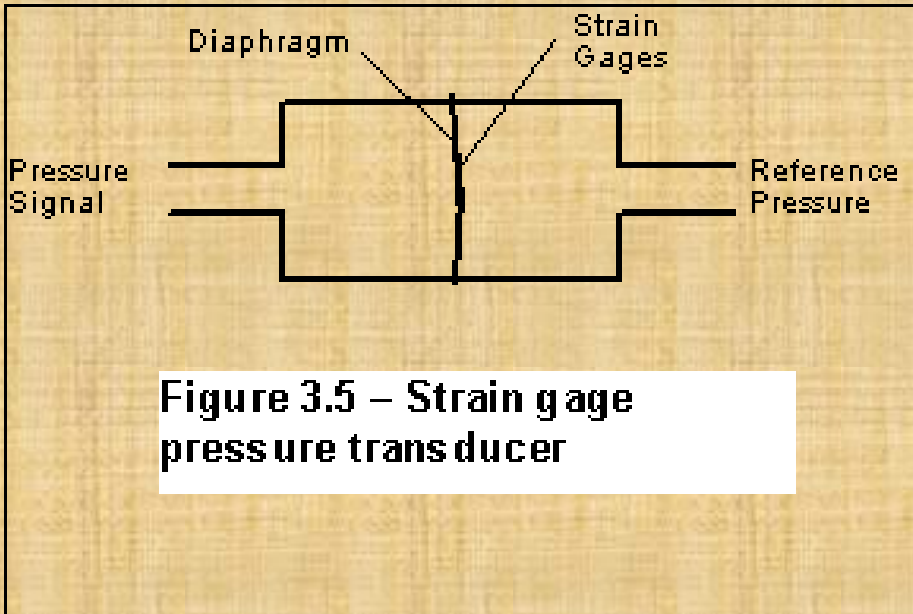 Diaphragm
Strain
Gages
Pressure
Signal
Reference
Pressure
Figure 3.5 – Strain gage
pressure transducer